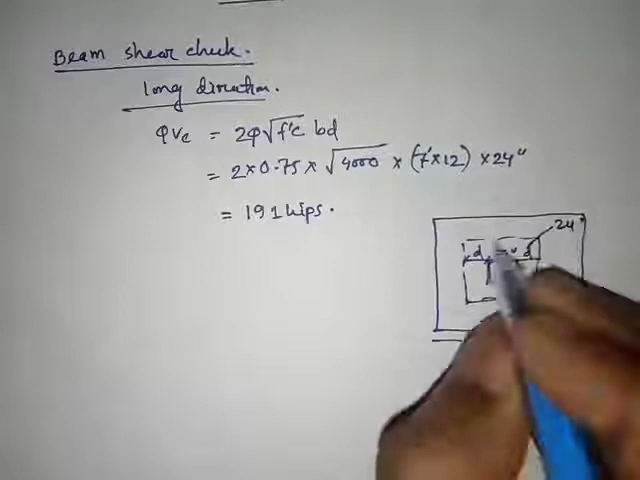 Beam shear check.
long direction.
φVc = 2φ√f'c bd
= 2×0.75×√4000 × (7'×12) ×24"
= 191 kips.
24"
d d